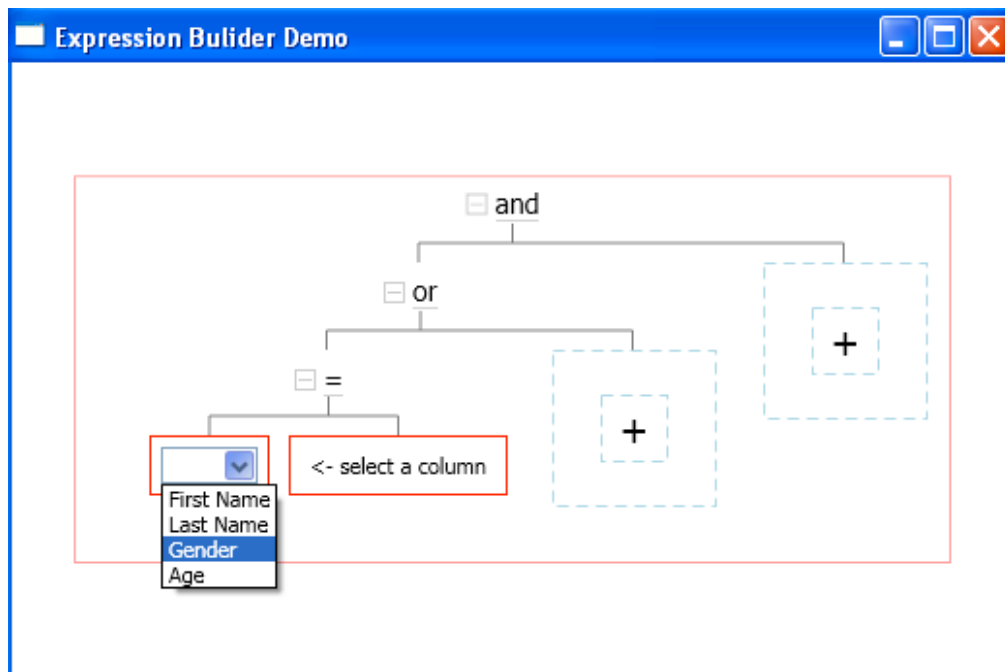 Expression Bulider Demo
and
or
+
=
+
<- select a column
First Name
Last Name
Gender
Age